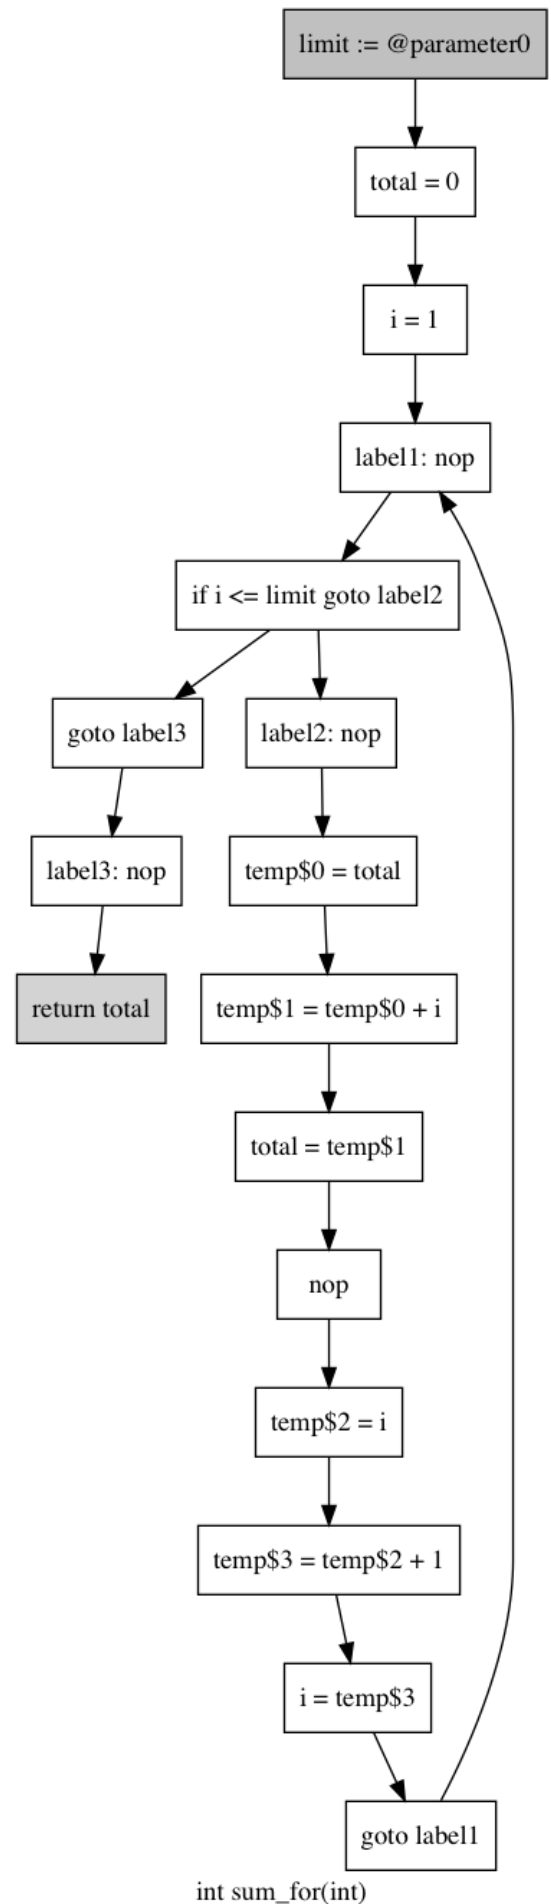 limit := @parameter0
total = 0
i = 1
label1: nop
if i <= limit goto label2
goto label3
label2: nop
label3: nop
temp$0 = total
return total
temp$1 = temp$0 + i
total = temp$1
nop
temp$2 = i
temp$3 = temp$2 + 1
i = temp$3
goto label1
int sum_for(int)